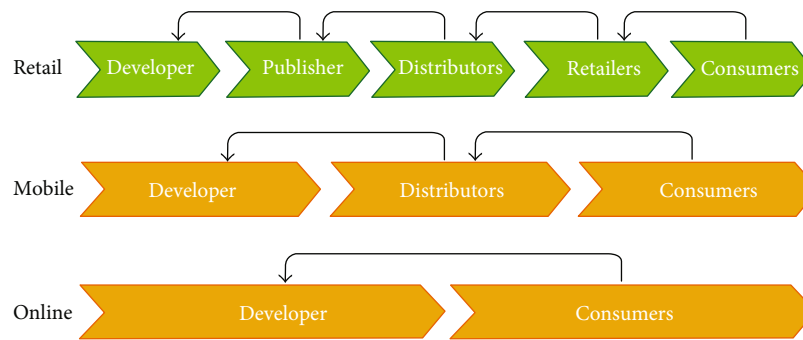 Retail Developer Publisher Distributors Retailers Consumers
Mobile Developer Distributors Consumers
Online Developer Consumers